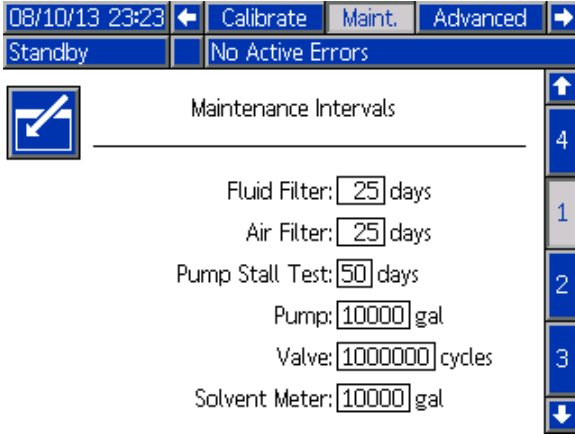 08/10/13 23:23 Calibrate Maint. Advanced
Standby No Active Errors
Maintenance Intervals
4
Fluid Filter: 25 days
1
Air Filter: 25 days
Pump Stall Test: 50 days
2
Pump: 10000 gal
Valve: 1000000 cycles
3
Solvent Meter: 10000 gal